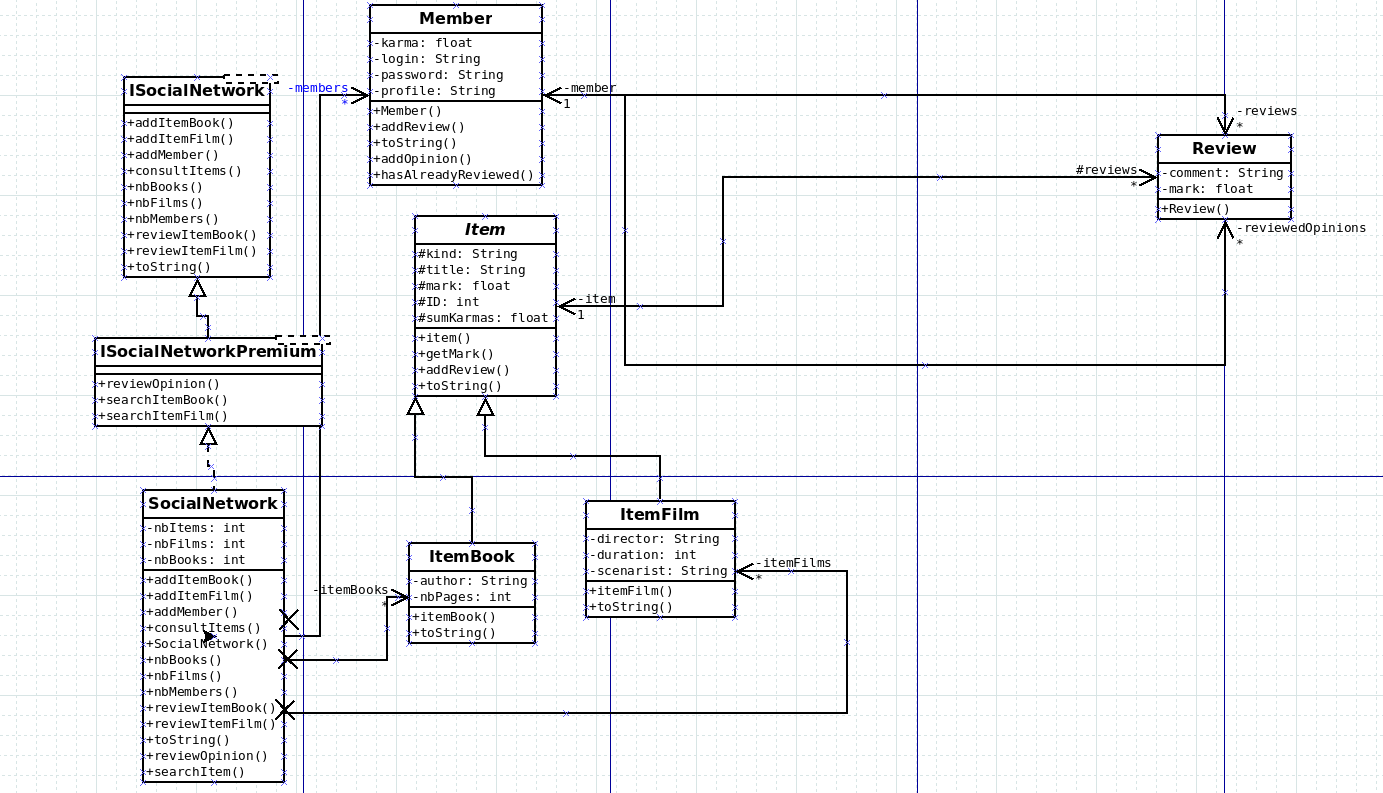 Member
-karma: float
-login: String
-password: String
-profile: String
+Member()
+addReview()
+toString()
+addOpinion()
+hasAlreadyReviewed()
ISocialNetwork
+addItemBook()
+addItemFilm()
+addMember()
+consultItems()
+nbBooks()
+nbFilms()
+nbMembers()
+reviewItemBook()
+reviewItemFilm()
+toString()
-members
*
-member
1
-reviews
*
Review
-comment: String
-mark: float
+Review()
#reviews
*
-reviewedOpinions
*
Item
#kind: String
#title: String
#mark: float
#ID: int
#sumKarmas: float
+item()
+getMark()
+addReview()
+toString()
-item
1
ISocialNetworkPremium
+reviewOpinion()
+searchItemBook()
+searchItemFilm()
SocialNetwork
-nbItems: int
-nbFilms: int
-nbBooks: int
+addItemBook()
+addItemFilm()
+addMember()
+consultItems()
+SocialNetwork()
+nbBooks()
+nbFilms()
+nbMembers()
+reviewItemBook()
+reviewItemFilm()
+toString()
+reviewOpinion()
+searchItem()
-itemBooks
*
ItemBook
-author: String
-nbPages: int
+itemBook()
+toString()
ItemFilm
-director: String
-duration: int
-scenarist: String
+itemFilm()
+toString()
-itemFilms
*